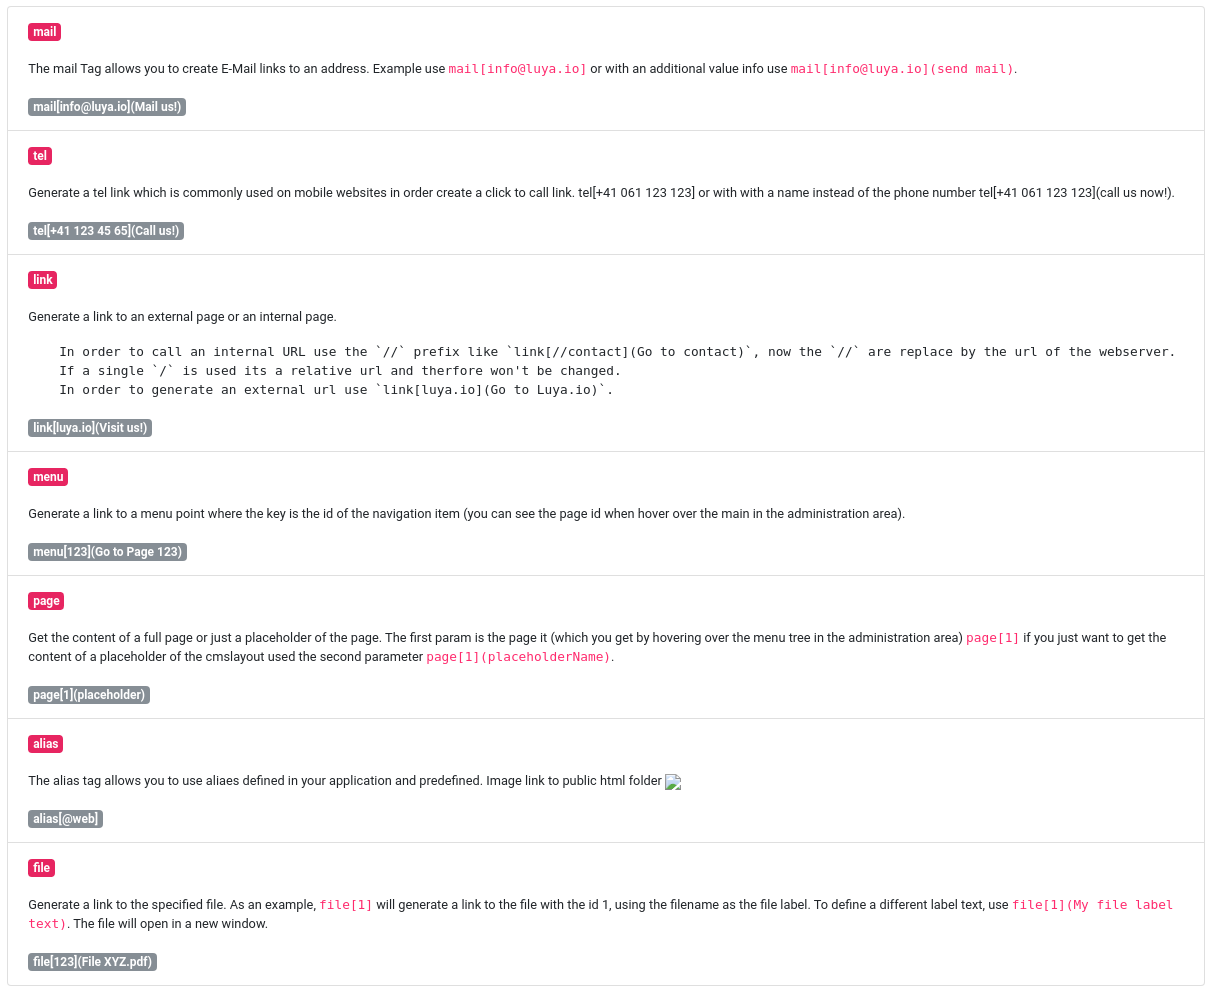 mail
The mail Tag allows you to create E-Mail links to an address. Example use mail[info@luya.io] or with an additional value info use mail[info@luya.io](send mail).
mail[info@luya.io](Mail us!)
tel
Generate a tel link which is commonly used on mobile websites in order create a click to call link. tel[+41 061 123 123] or with with a name instead of the phone number tel[+41 061 123 123](call us now!).
tel[+41 123 45 65](Call us!)
link
Generate a link to an external page or an internal page.
In order to call an internal URL use the `//` prefix like `link[//contact](Go to contact)`, now the `//` are replace by the url of the webserver.
If a single `/` is used its a relative url and therfore won't be changed.
In order to generate an external url use `link[luya.io](Go to Luya.io)`.
link[luya.io](Visit us!)
menu
Generate a link to a menu point where the key is the id of the navigation item (you can see the page id when hover over the main in the administration area).
menu[123](Go to Page 123)
page
Get the content of a full page or just a placeholder of the page. The first param is the page it (which you get by hovering over the menu tree in the administration area) page[1] if you just want to get the
content of a placeholder of the cmslayout used the second parameter page[1](placeholderName).
page[1](placeholder)
alias
The alias tag allows you to use aliaes defined in your application and predefined. Image link to public html folder
alias[@web]
file
Generate a link to the specified file. As an example, file[1] will generate a link to the file with the id 1, using the filename as the file label. To define a different label text, use file[1](My file label
text). The file will open in a new window.
file[123](File XYZ.pdf)